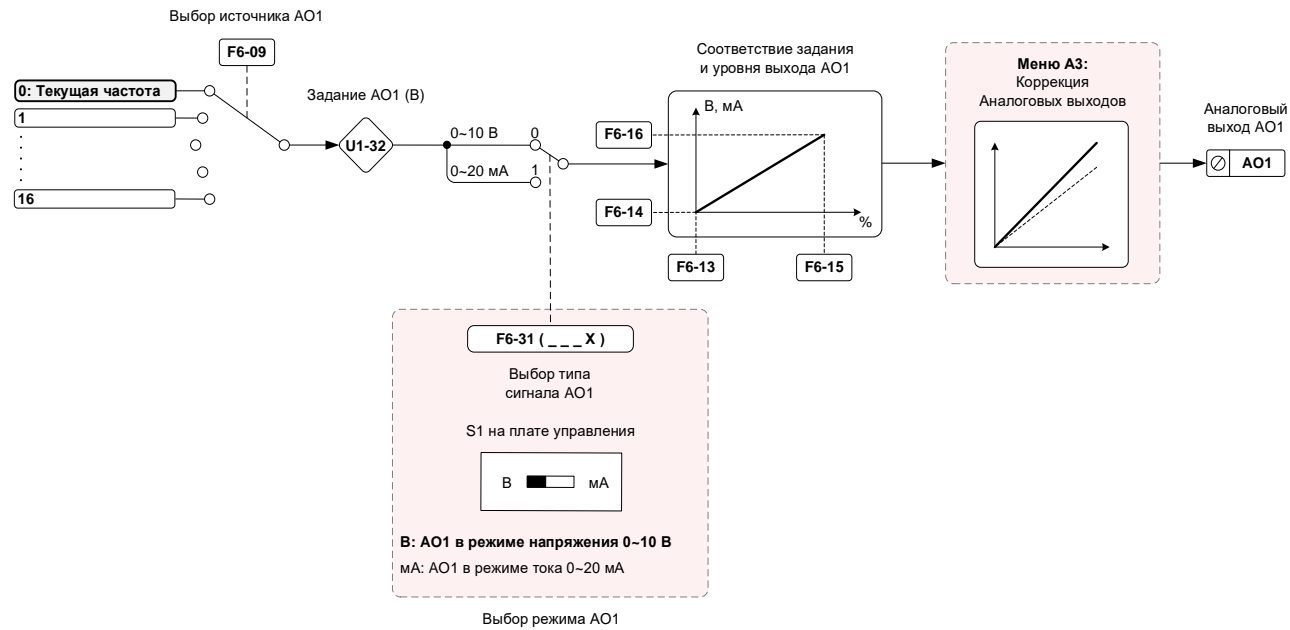 Выбор источника AO1
F6-09
0: Текущая частота
1
16
Задание AO1 (В)
U1-32
0~10 В
0
0~20 мА
1
Соответствие задания
и уровня выхода AO1
В, мА
%
F6-16
F6-14
F6-13
F6-15
Меню A3:
Коррекция
Аналоговых выходов
Аналоговый
выход AO1
AO1
F6-31 ( _ _ _ X )
Выбор типа
сигнала AO1
S1 на плате управления
В
мА
В: AO1 в режиме напряжения 0~10 В
мА: AO1 в режиме тока 0~20 мА
Выбор режима AO1